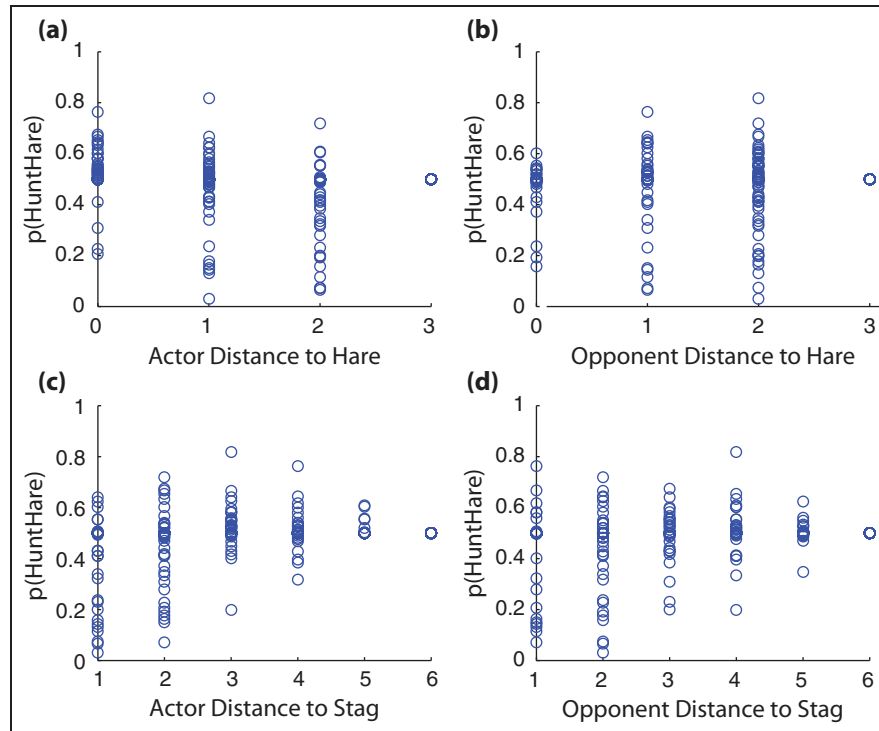 (a)
1
0.8
0.6
0.4
0.2
0
p(HuntHare)
0 1 2 3
Actor Distance to Hare
(b)
1
0.8
0.6
0.4
0.2
0
p(HuntHare)
0 1 2 3
Opponent Distance to Hare
(c)
1
0.8
0.6
0.4
0.2
0
p(HuntHare)
1 2 3 4 5 6
Actor Distance to Stag
(d)
1
0.8
0.6
0.4
0.2
0
p(HuntHare)
1 2 3 4 5 6
Opponent Distance to Stag